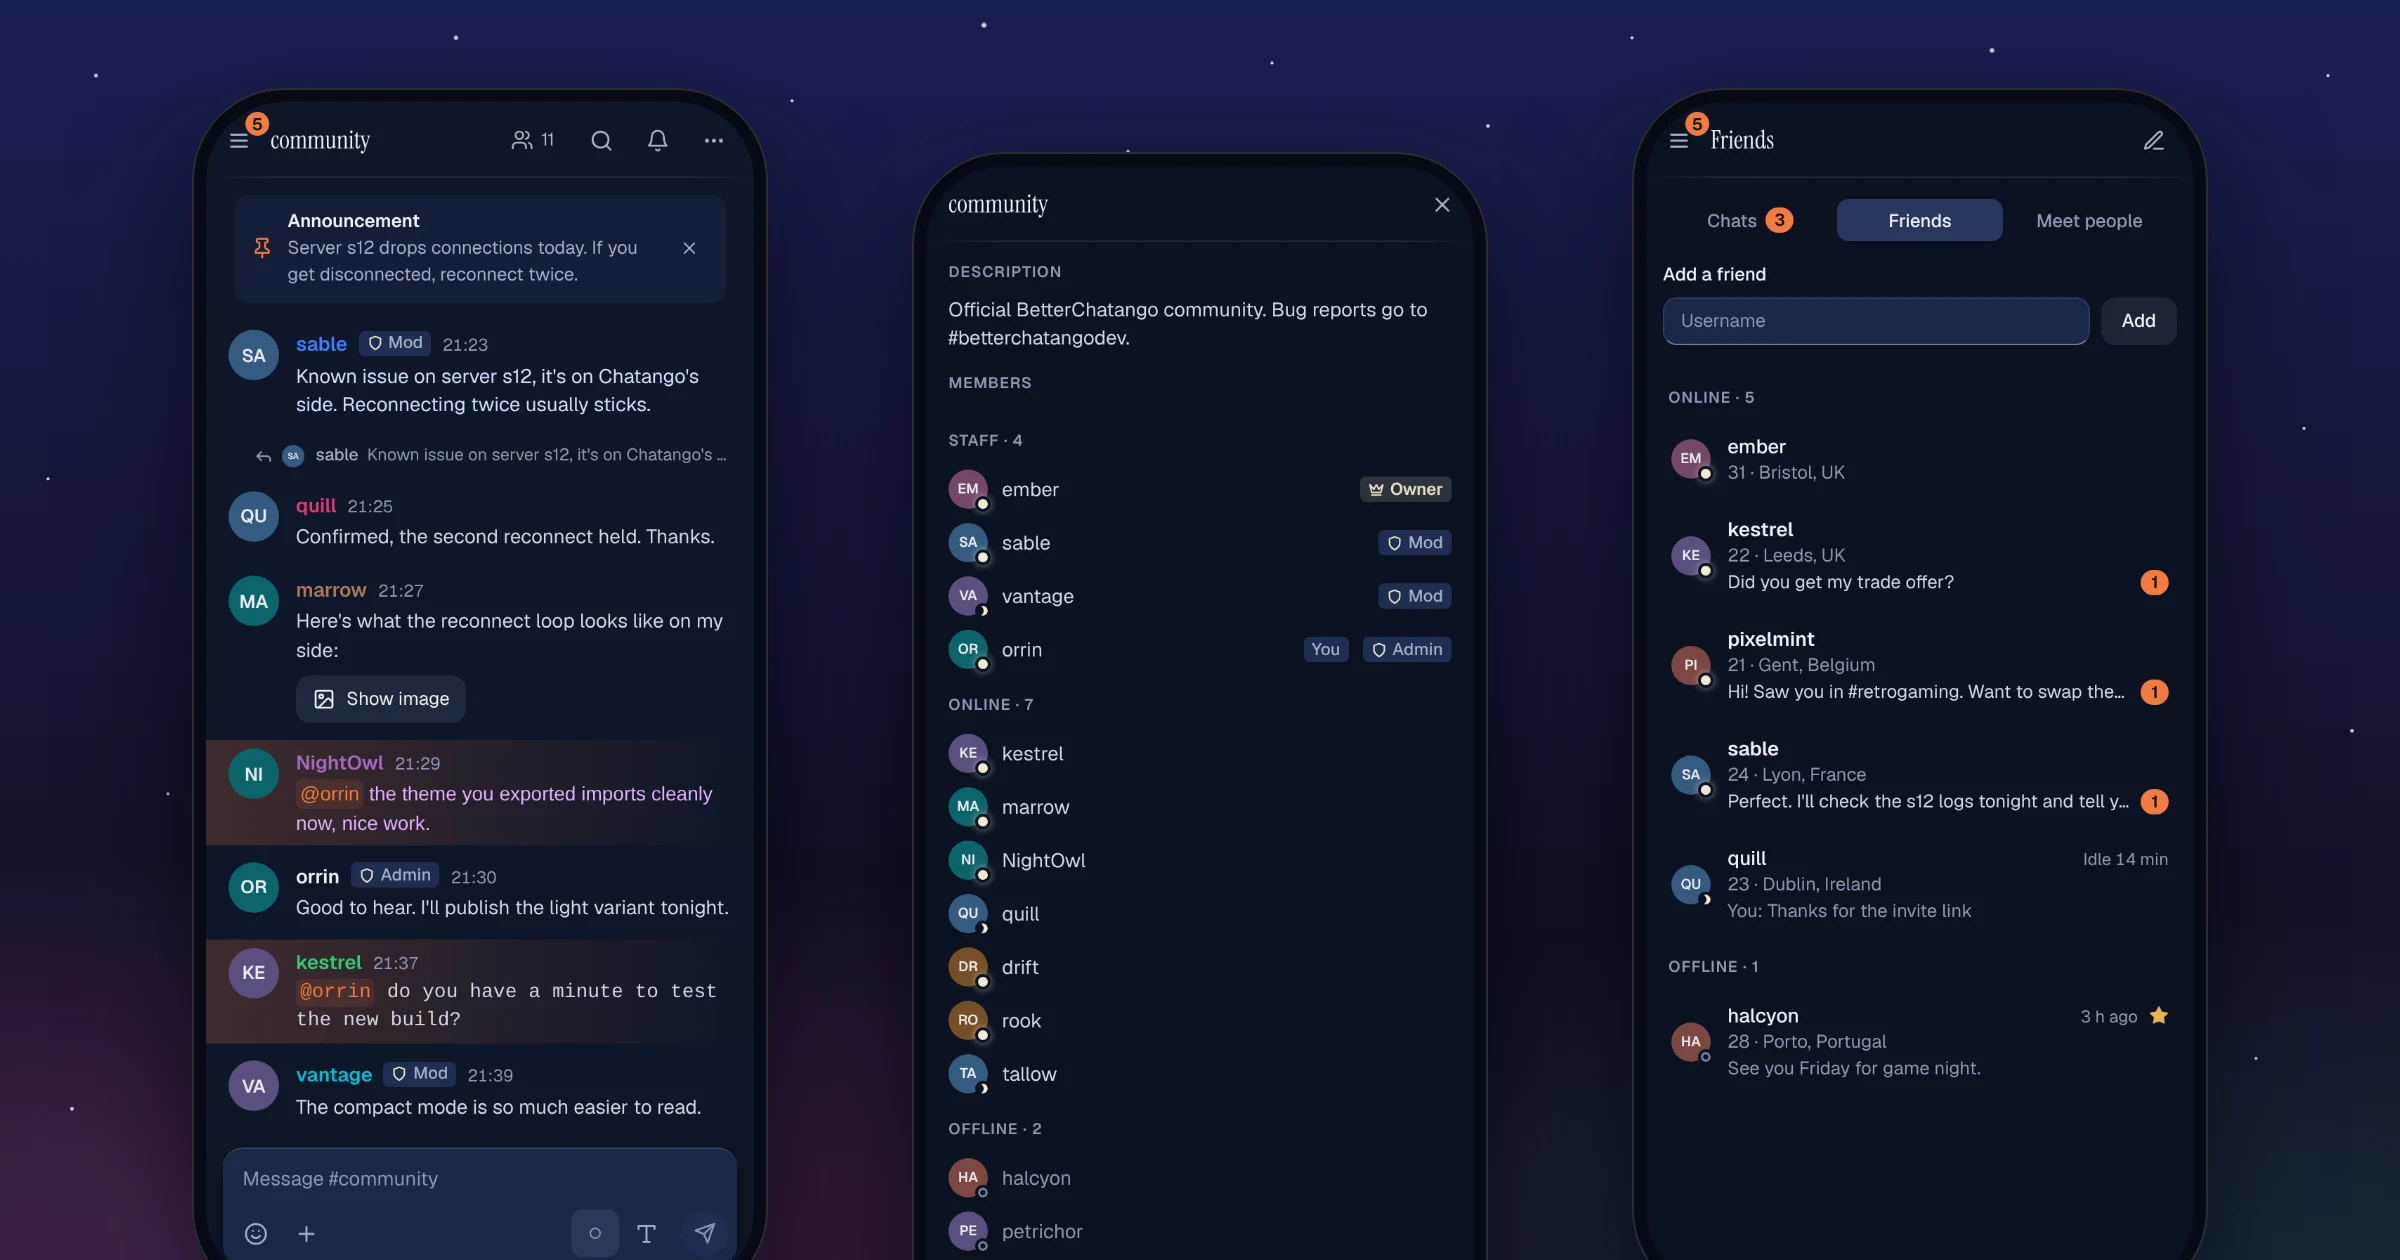 5
community
11
Announcement
Server s12 drops connections today. If you
get disconnected, reconnect twice.
SA
sable Mod 21:23
Known issue on server s12, it's on Chatango's
side. Reconnecting twice usually sticks.
SA sable Known issue on server s12, it's on Chatango's ...
QU
quill 21:25
Confirmed, the second reconnect held. Thanks.
MA
marrow 21:27
Here's what the reconnect loop looks like on my
side:
Show image
NI
NightOwl 21:29
@orrin the theme you exported imports cleanly
now, nice work.
OR
orrin Admin 21:30
Good to hear. I'll publish the light variant tonight.
KE
kestrel 21:37
@orrin do you have a minute to test
the new build?
VA
vantage Mod 21:39
The compact mode is so much easier to read.
Message #community
community
DESCRIPTION
Official BetterChatango community. Bug reports go to
#betterchatangodev.
MEMBERS
STAFF · 4
EM ember Owner
SA sable Mod
VA vantage Mod
OR orrin You Admin
ONLINE · 7
KE kestrel
MA marrow
NI NightOwl
QU quill
DR drift
RO rook
TA tallow
OFFLINE · 2
HA halcyon
PE petrichor
5
Friends
Chats 3 Friends Meet people
Add a friend
Username Add
ONLINE · 5
EM
ember
31 · Bristol, UK
KE
kestrel
22 · Leeds, UK
Did you get my trade offer? 1
PI
pixelmint
21 · Gent, Belgium
Hi! Saw you in #retrogaming. Want to swap the... 1
SA
sable
24 · Lyon, France
Perfect. I'll check the s12 logs tonight and tell y... 1
QU
quill Idle 14 min
23 · Dublin, Ireland
You: Thanks for the invite link
OFFLINE · 1
HA
halcyon 3 h ago
28 · Porto, Portugal
See you Friday for game night.